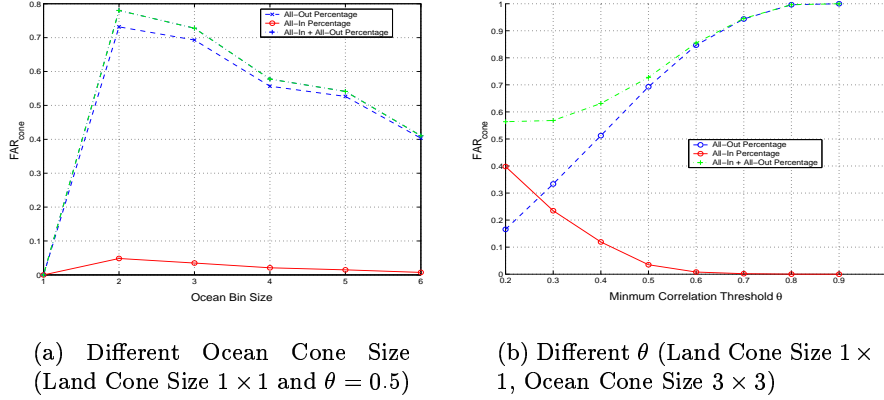 0.8
0.7
0.6
0.5
0.4
0.3
0.2
0.1
0
FAR_cone
1 2 3 4 5 6
Ocean Bin Size
All-Out Percentage
All-In Percentage
All-In + All-Out Percentage
1
0.9
0.8
0.7
0.6
0.5
0.4
0.3
0.2
0.1
0
FAR_cone
0.2 0.3 0.4 0.5 0.6 0.7 0.8 0.9
Minmum Correlation Threshold θ
All-Out Percentage
All-In Percentage
All-In + All-Out Percentage
(a) Different Ocean Cone Size
(Land Cone Size 1 × 1 and θ = 0.5)
(b) Different θ (Land Cone Size 1 ×
1, Ocean Cone Size 3 × 3)